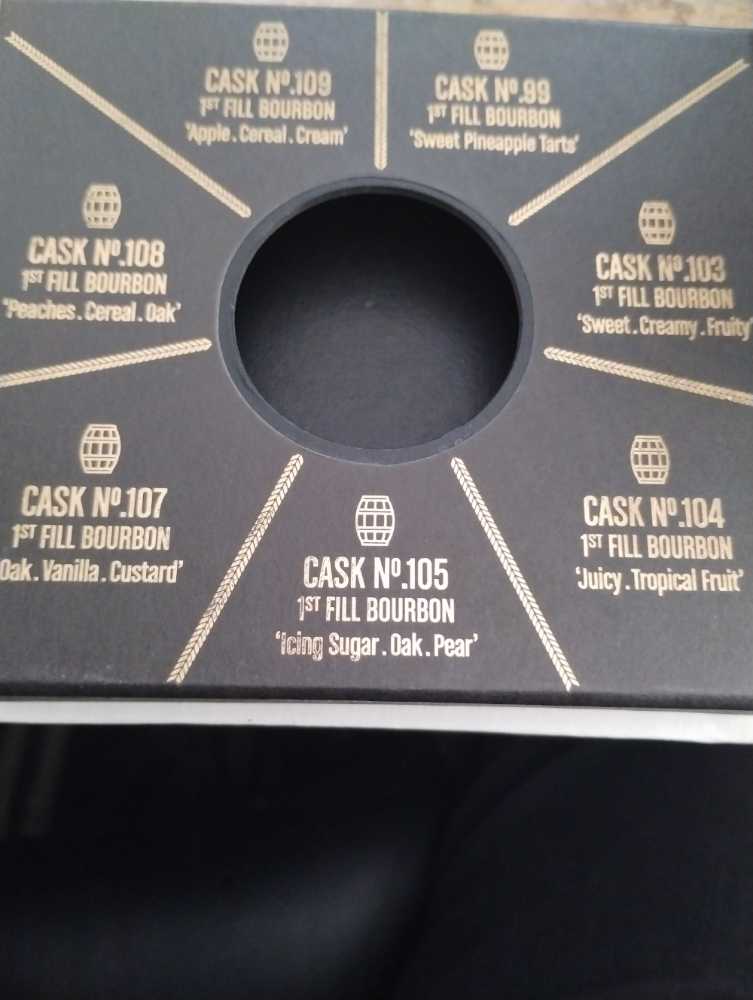 CASK Nº.109
1ST FILL BOURBON
'Apple.Cereal.Cream'
CASK Nº.99
1ST FILL BOURBON
'Sweet Pineapple Tarts'
CASK Nº.108
1ST FILL BOURBON
'Peaches.Cereal.Oak'
CASK Nº.103
1ST FILL BOURBON
'Sweet.Creamy.Fruity'
CASK Nº.107
1ST FILL BOURBON
Oak.Vanilla.Custard'
CASK Nº.105
1ST FILL BOURBON
'Icing Sugar.Oak.Pear'
CASK Nº.104
1ST FILL BOURBON
'Juicy.Tropical Fruit'